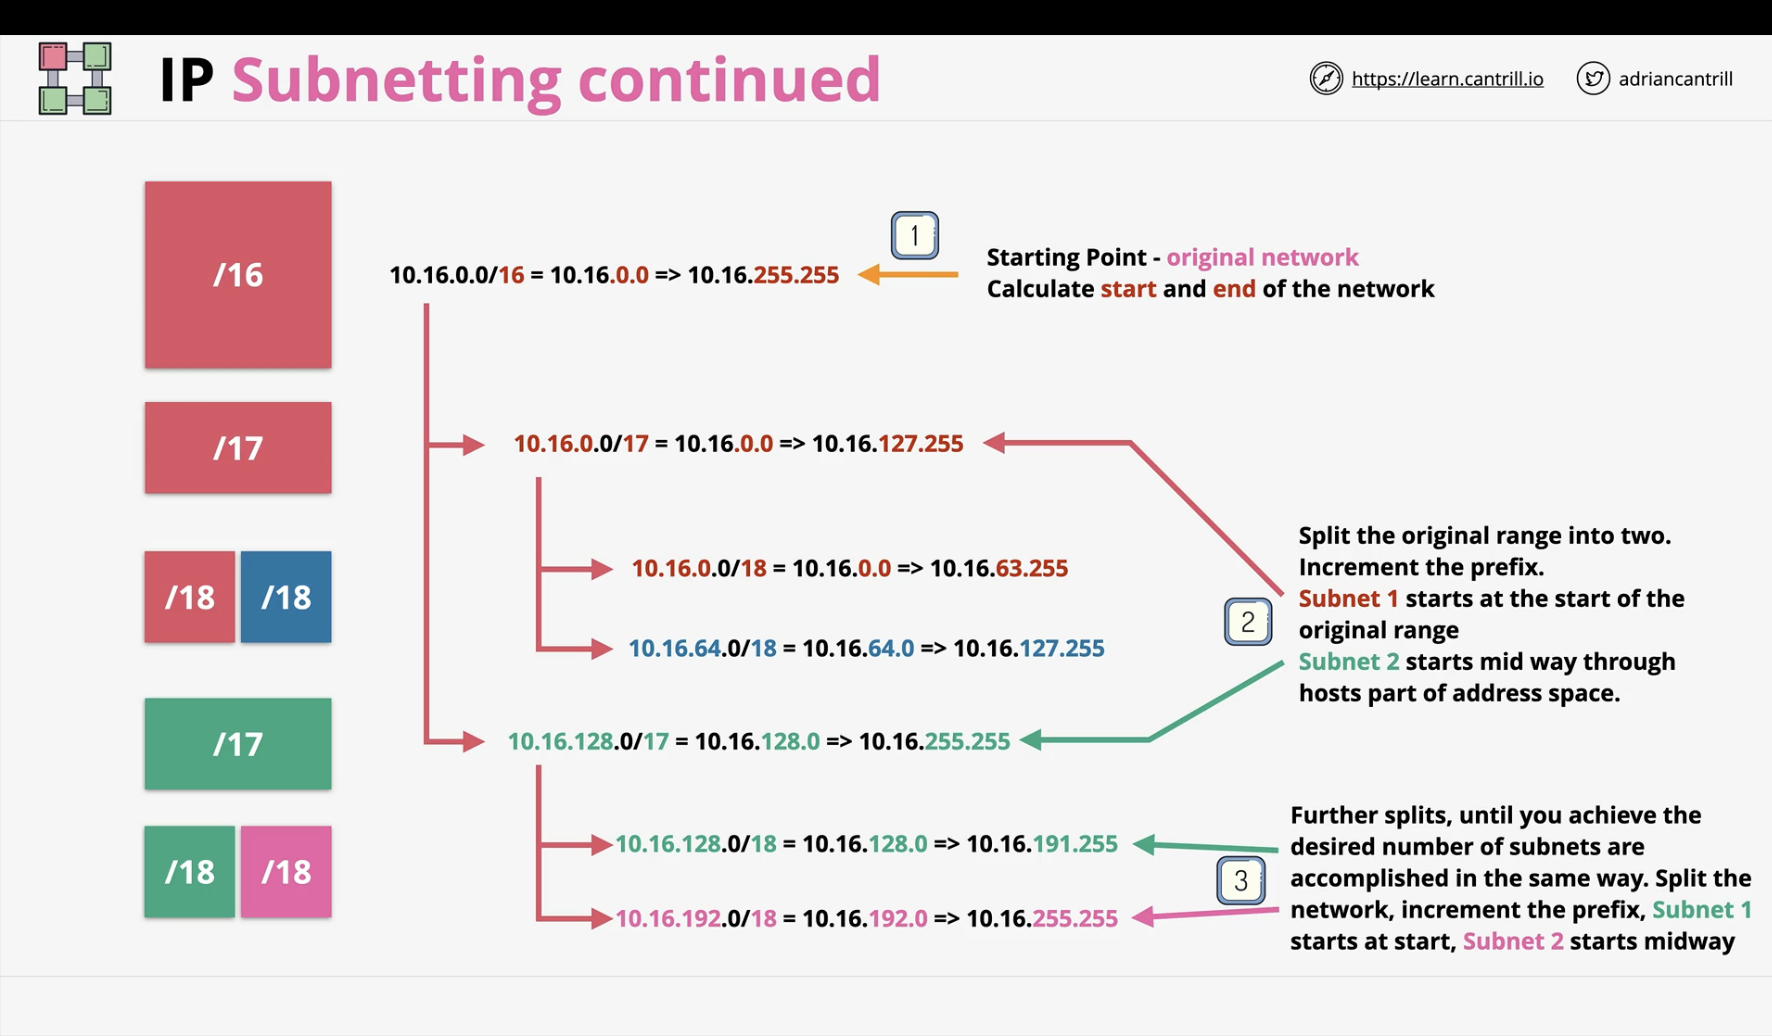 IP Subnetting continued
https://learn.cantrill.io
adriancantrill
/16
10.16.0.0/16 = 10.16.0.0 => 10.16.255.255
1
Starting Point - original network
Calculate start and end of the network
/17
10.16.0.0/17 = 10.16.0.0 => 10.16.127.255
/18
/18
10.16.0.0/18 = 10.16.0.0 => 10.16.63.255
10.16.64.0/18 = 10.16.64.0 => 10.16.127.255
2
Split the original range into two.
Increment the prefix.
Subnet 1 starts at the start of the
original range
Subnet 2 starts mid way through
hosts part of address space.
/17
10.16.128.0/17 = 10.16.128.0 => 10.16.255.255
/18
/18
10.16.128.0/18 = 10.16.128.0 => 10.16.191.255
10.16.192.0/18 = 10.16.192.0 => 10.16.255.255
3
Further splits, until you achieve the
desired number of subnets are
accomplished in the same way. Split the
network, increment the prefix, Subnet 1
starts at start, Subnet 2 starts midway